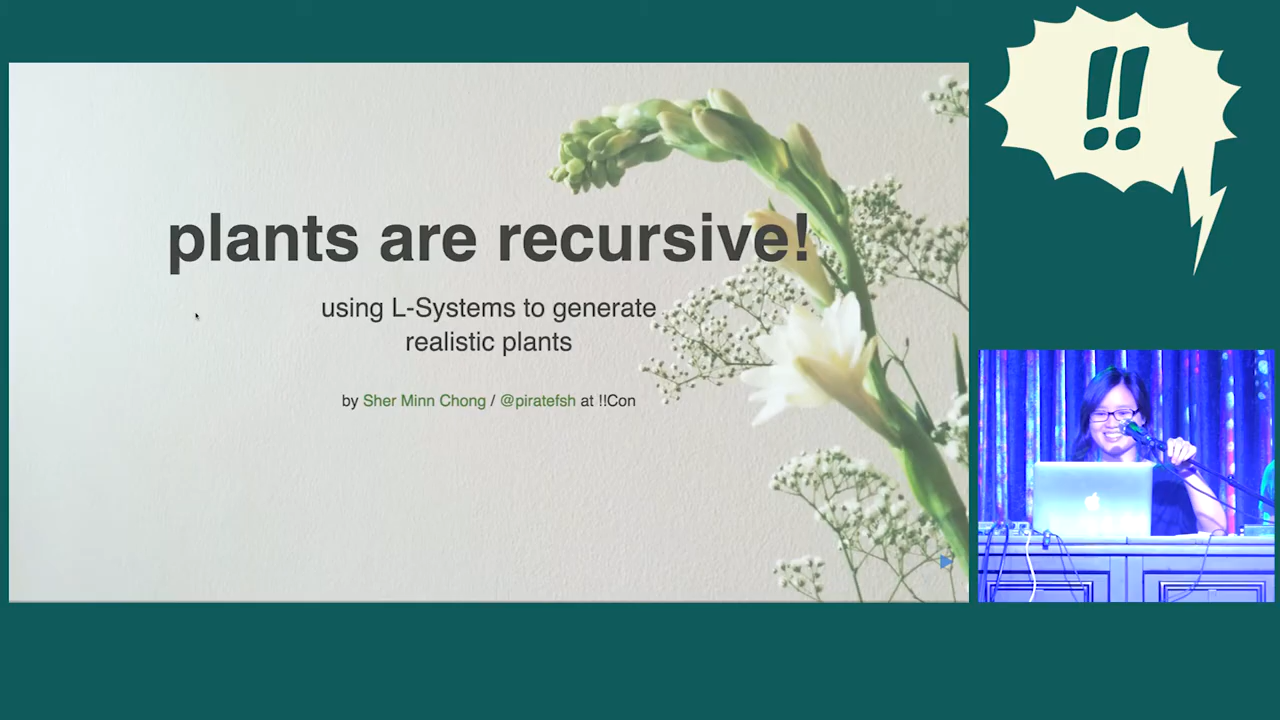 plants are recursive!
using L-Systems to generate
realistic plants
by Sher Minn Chong / @piratefsh at !!Con
!!